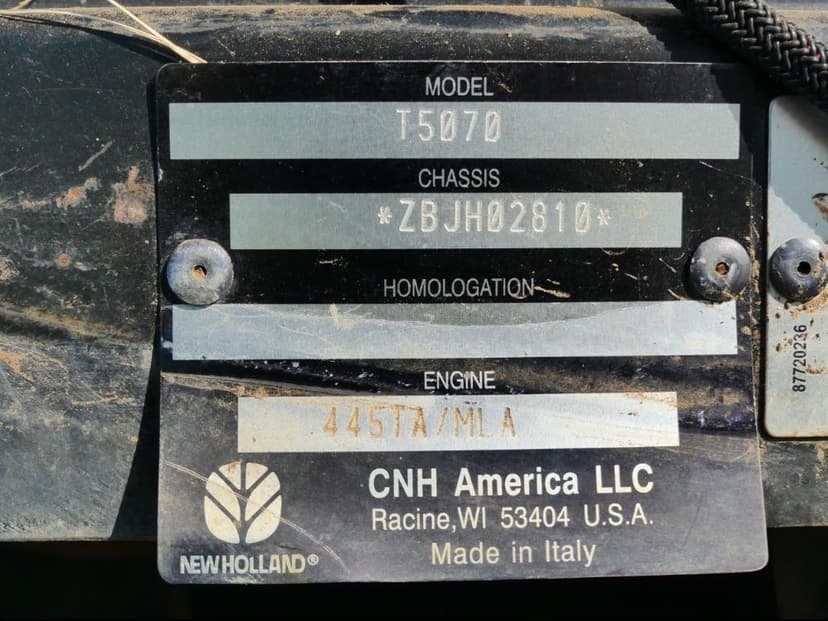 MODEL
T5070
CHASSIS
*ZBJH02810*
HOMOLOGATION
ENGINE
445TA/MLA
CNH America LLC
Racine,WI 53404 U.S.A.
Made in Italy
NEW HOLLAND®
87720236